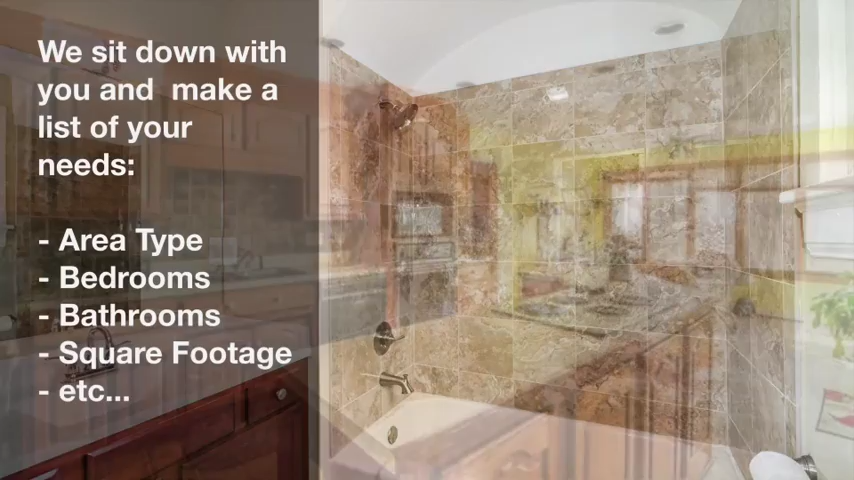 We sit down with
you and  make a
list of your
needs:
- Area Type
- Bedrooms
- Bathrooms
- Square Footage
- etc...